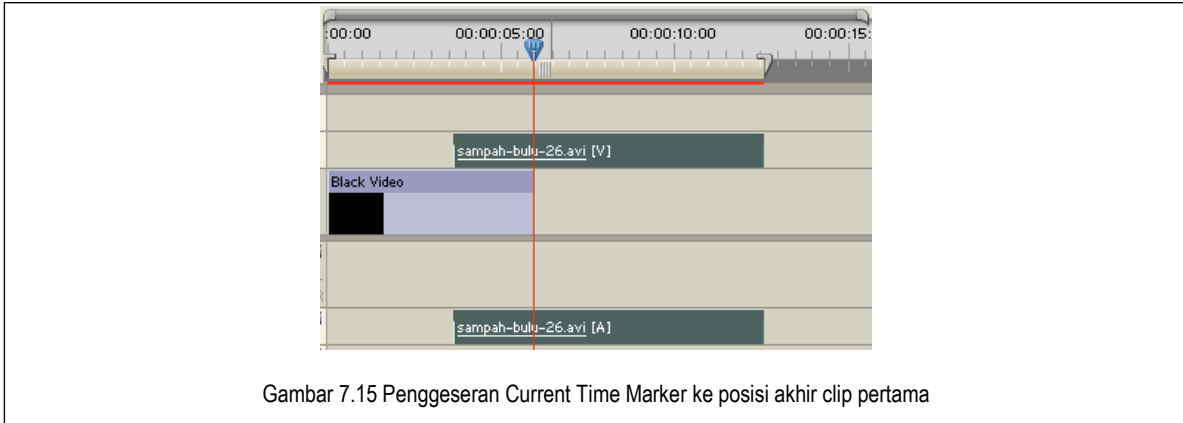 :00:00 00:00:05:00 00:00:10:00 00:00:15:
sampah-bulu-26.avi [V]
Black Video
sampah-bulu-26.avi [A]
Gambar 7.15 Penggeseran Current Time Marker ke posisi akhir clip pertama